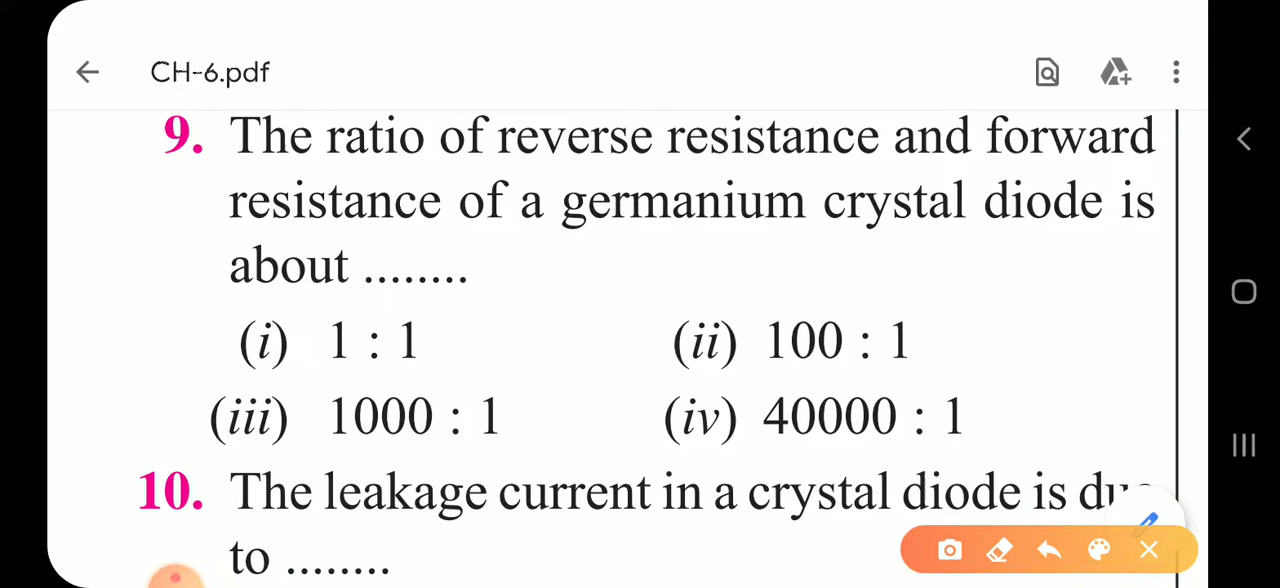 CH-6.pdf
9. The ratio of reverse resistance and forward
resistance of a germanium crystal diode is
about ........
(i) 1 : 1 (ii) 100 : 1
(iii) 1000 : 1 (iv) 40000 : 1
10. The leakage current in a crystal diode is
to ........